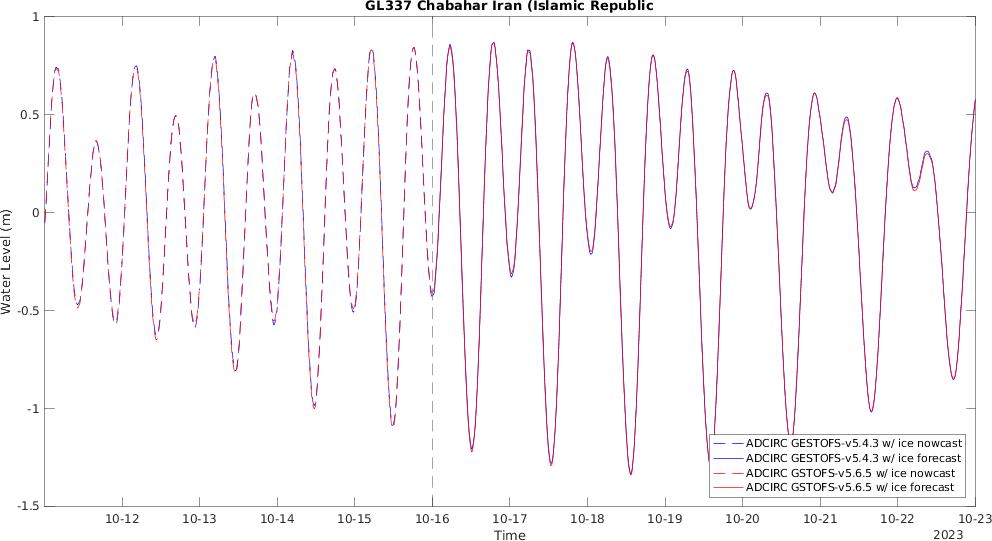 GL337 Chabahar Iran (Islamic Republic
Water Level (m)
1
0.5
0
-0.5
-1
-1.5
ADCIRC GESTOFS-v5.4.3 w/ ice nowcast
ADCIRC GESTOFS-v5.4.3 w/ ice forecast
ADCIRC GSTOFS-v5.6.5 w/ ice nowcast
ADCIRC GSTOFS-v5.6.5 w/ ice forecast
10-12 10-13 10-14 10-15 10-16 10-17 10-18 10-19 10-20 10-21 10-22 10-23
Time
2023